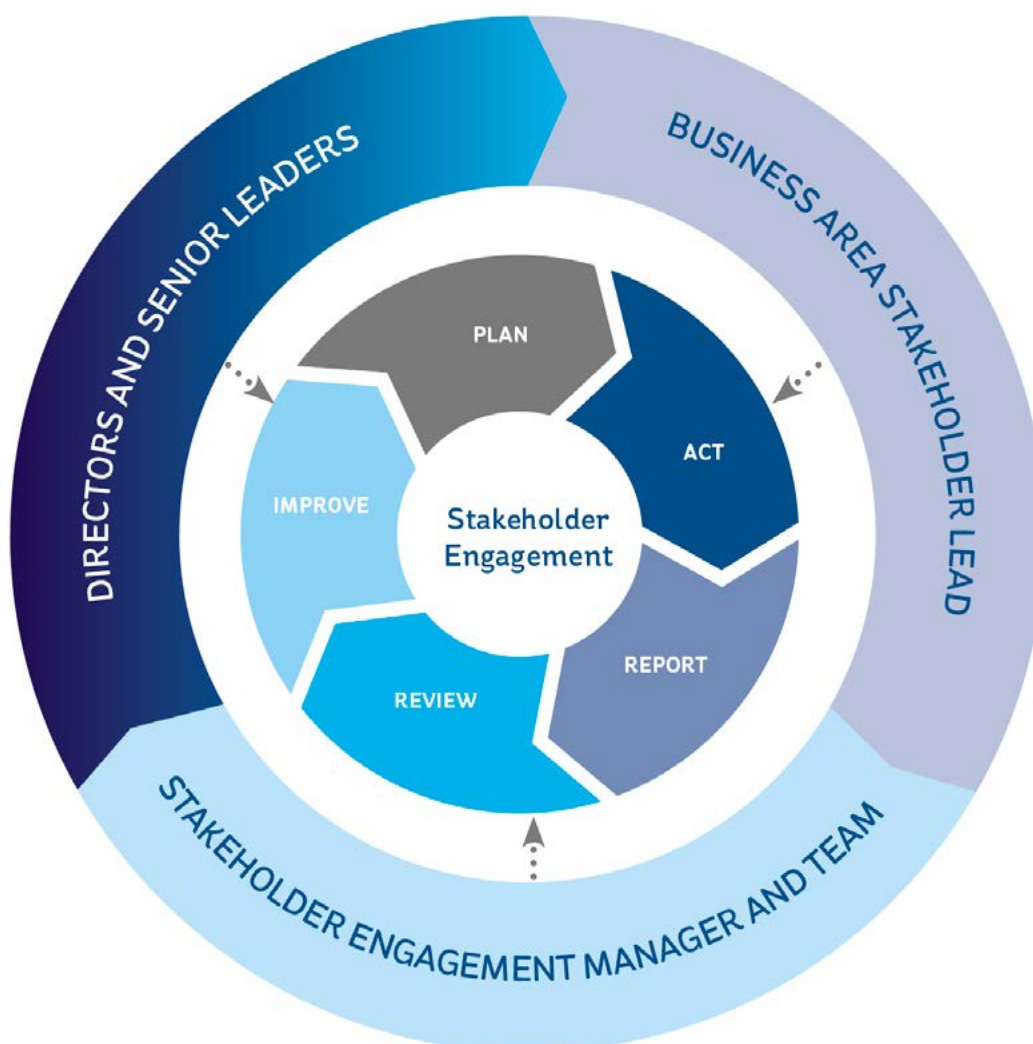 DIRECTORS AND SENIOR LEADERS
BUSINESS AREA STAKEHOLDER LEAD
STAKEHOLDER ENGAGEMENT MANAGER AND TEAM
PLAN
ACT
REPORT
REVIEW
IMPROVE
Stakeholder
Engagement